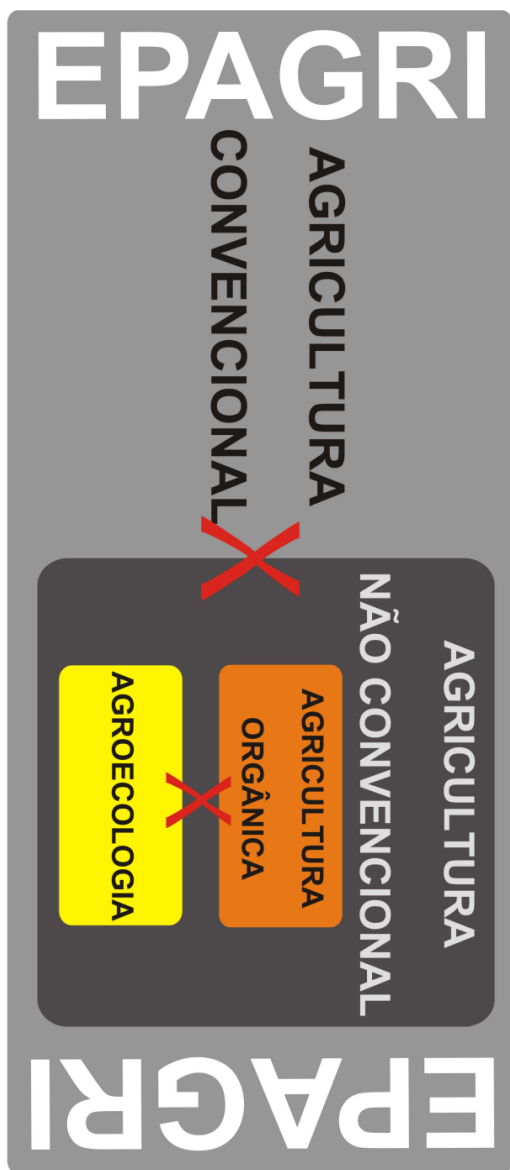 EPAGRI
AGRICULTURA
CONVENCIONAL
X
AGRICULTURA
NÃO CONVENCIONAL
AGRICULTURA
ORGÂNICA
X
AGROECOLOGIA
EPAGRI